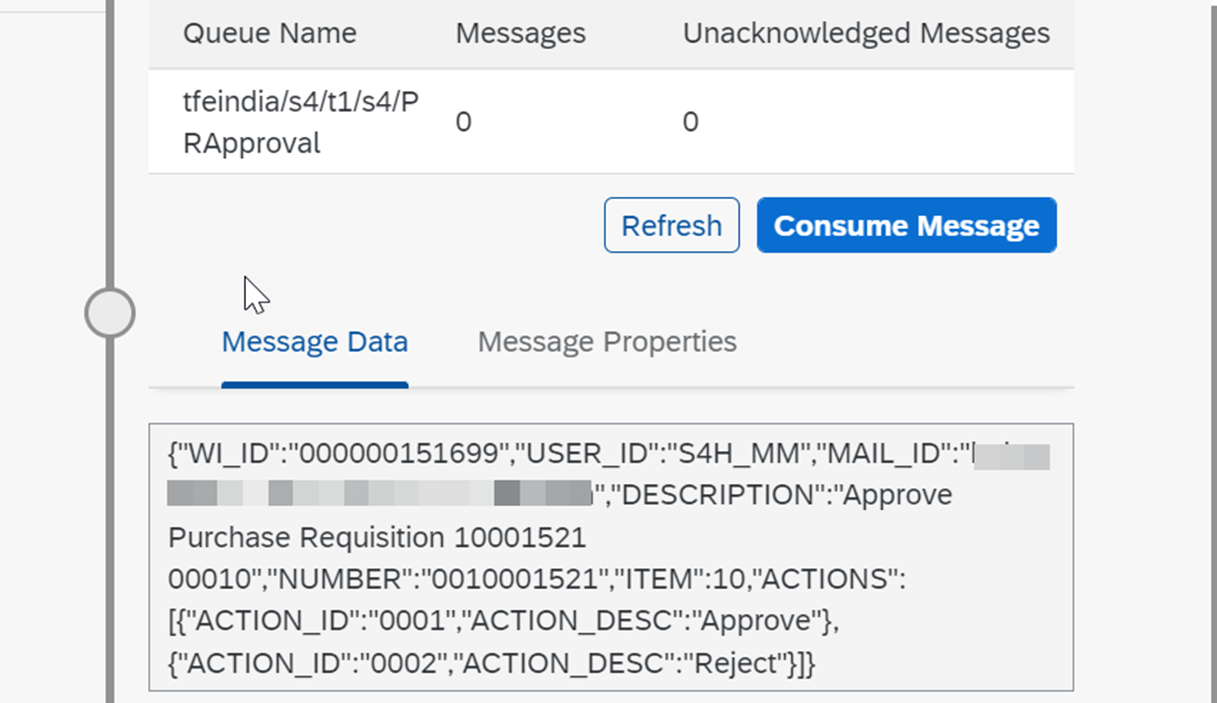 Queue Name Messages Unacknowledged Messages
tfeindia/s4/t1/s4/P
RApproval 0 0
Refresh Consume Message
Message Data Message Properties
{"WI_ID":"000000151699","USER_ID":"S4H_MM","MAIL_ID":"
","DESCRIPTION":"Approve
Purchase Requisition 10001521
00010","NUMBER":"0010001521","ITEM":10,"ACTIONS":
[{"ACTION_ID":"0001","ACTION_DESC":"Approve"},
{"ACTION_ID":"0002","ACTION_DESC":"Reject"}]}